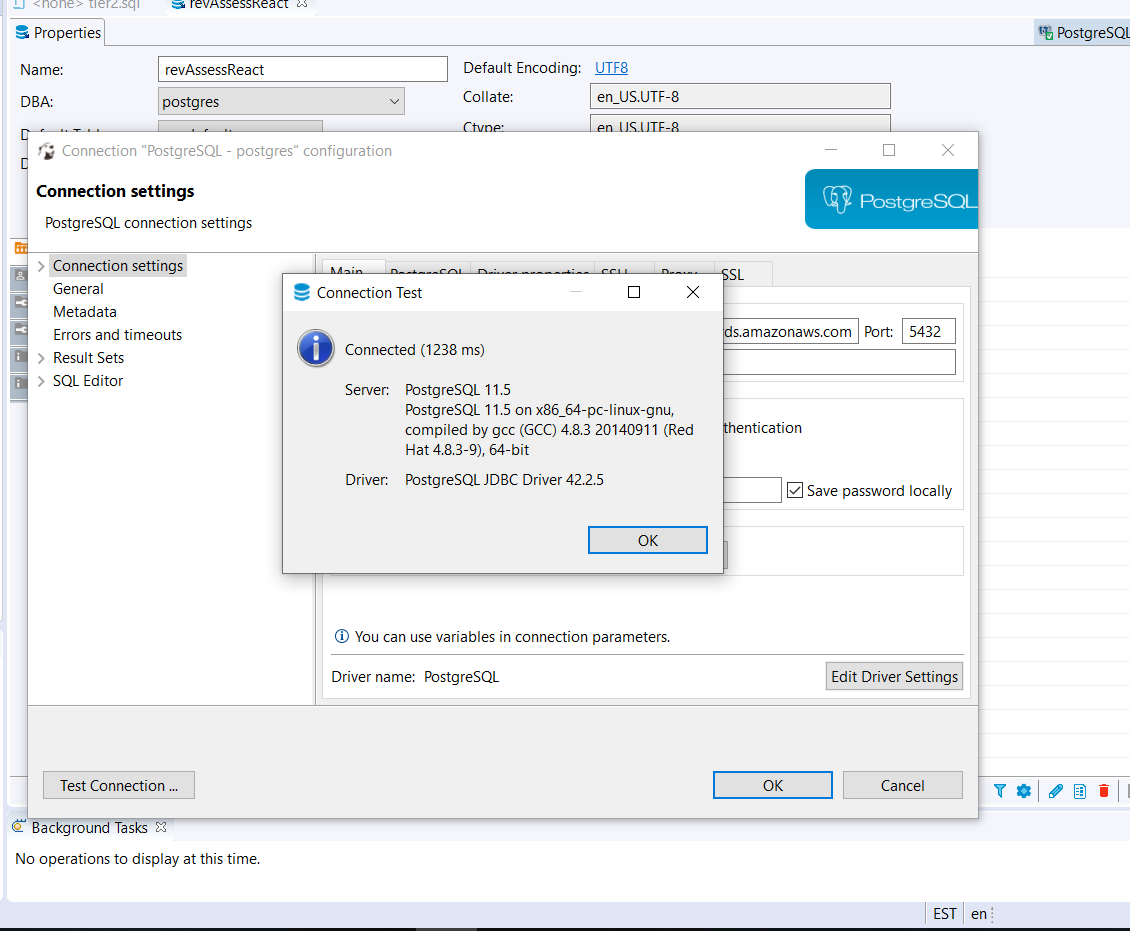 <none> tier2.sql
revAssessReact
Properties
PostgreSQL
Name:
revAssessReact
Default Encoding:
UTF8
DBA:
postgres
Collate:
en_US.UTF-8
Ctype:
en_US.UTF-8
Connection "PostgreSQL - postgres" configuration
Connection settings
PostgreSQL connection settings
PostgreSQL
Connection settings
General
Metadata
Errors and timeouts
Result Sets
SQL Editor
Main
PostgreSQL
Driver properties
SSH
Proxy
SSL
Connection Test
Connected (1238 ms)
Server:
PostgreSQL 11.5
PostgreSQL 11.5 on x86_64-pc-linux-gnu,
compiled by gcc (GCC) 4.8.3 20140911 (Red
Hat 4.8.3-9), 64-bit
Driver:
PostgreSQL JDBC Driver 42.2.5
OK
ds.amazonaws.com
Port:
5432
thentication
Save password locally
You can use variables in connection parameters.
Driver name: PostgreSQL
Edit Driver Settings
Test Connection ...
OK
Cancel
Background Tasks
No operations to display at this time.
EST
en